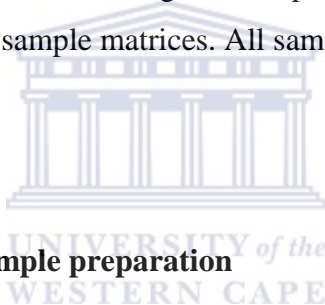 sample matrices. All sam
UNIVERSITY of the
mple preparation
WESTERN CAPE